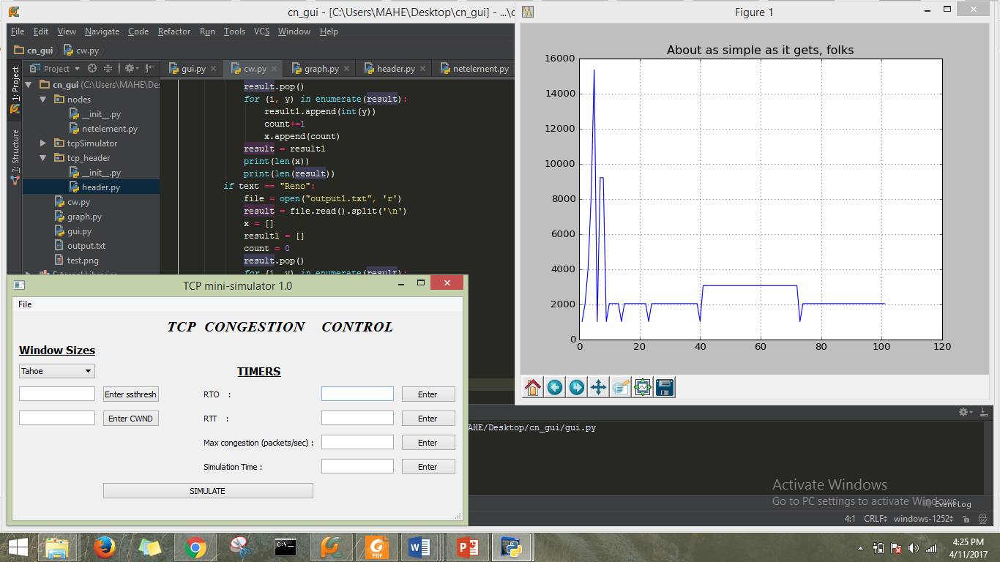 cn_gui - [C:\Users\MAHE\Desktop\cn_gui] - ...\c
File Edit View Navigate Code Refactor Run Tools VCS Window Help
cn_gui cw.py
1: Project
7: Structure
Project
gui.py cw.py graph.py header.py netelement.py
cn_gui (C:\Users\MAHE\Des
nodes
__init__.py
netelement.py
tcpSimulator
tcp_header
__init__.py
header.py
cw.py
graph.py
gui.py
output.txt
test.png
External Libraries
result.pop()
for (i, y) in enumerate(result):
result1.append(int(y))
count+=1
x.append(count)
result = result1
print(len(x))
print(len(result))
if text == "Reno":
file = open("output1.txt", 'r')
result = file.read().split('\n')
x = []
result1 = []
count = 0
result.pop()
for (i, y) in enumerate(result):
Figure 1
About as simple as it gets, folks
16000
14000
12000
10000
8000
6000
4000
2000
0
0 20 40 60 80 100 120
TCP mini-simulator 1.0
File
TCP CONGESTION CONTROL
Window Sizes
Tahoe
TIMERS
Enter ssthresh
RTO : Enter
Enter CWND
RTT : Enter
Max congestion (packets/sec) : Enter
Simulation Time : Enter
SIMULATE
AHE/Desktop/cn_gui/gui.py
Activate Windows
Go to PC settings to activate Windows.
Event Log
4:1 CRLF windows-1252
C:\.
PDF
4:25 PM
4/11/2017